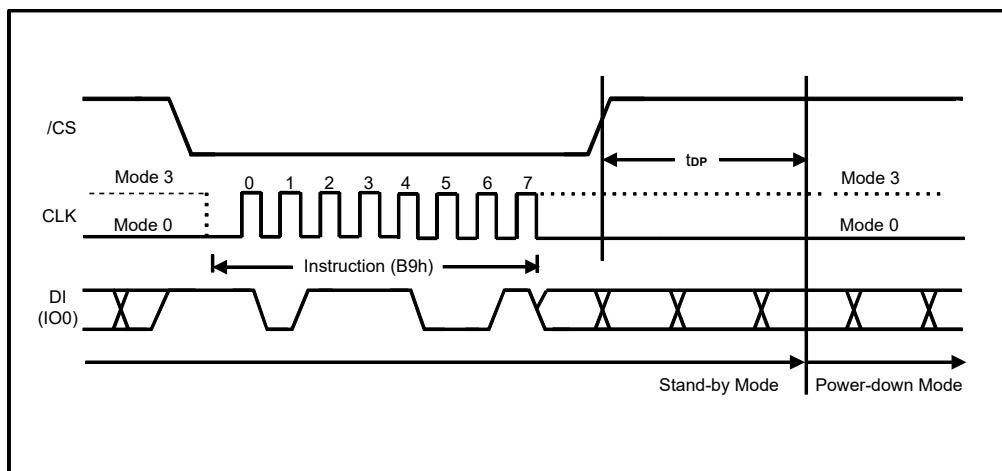 /CS
tDP
Mode 3
Mode 3
0 1 2 3 4 5 6 7
CLK
Mode 0
Mode 0
Instruction (B9h)
DI
(IO0)
Stand-by Mode
Power-down Mode